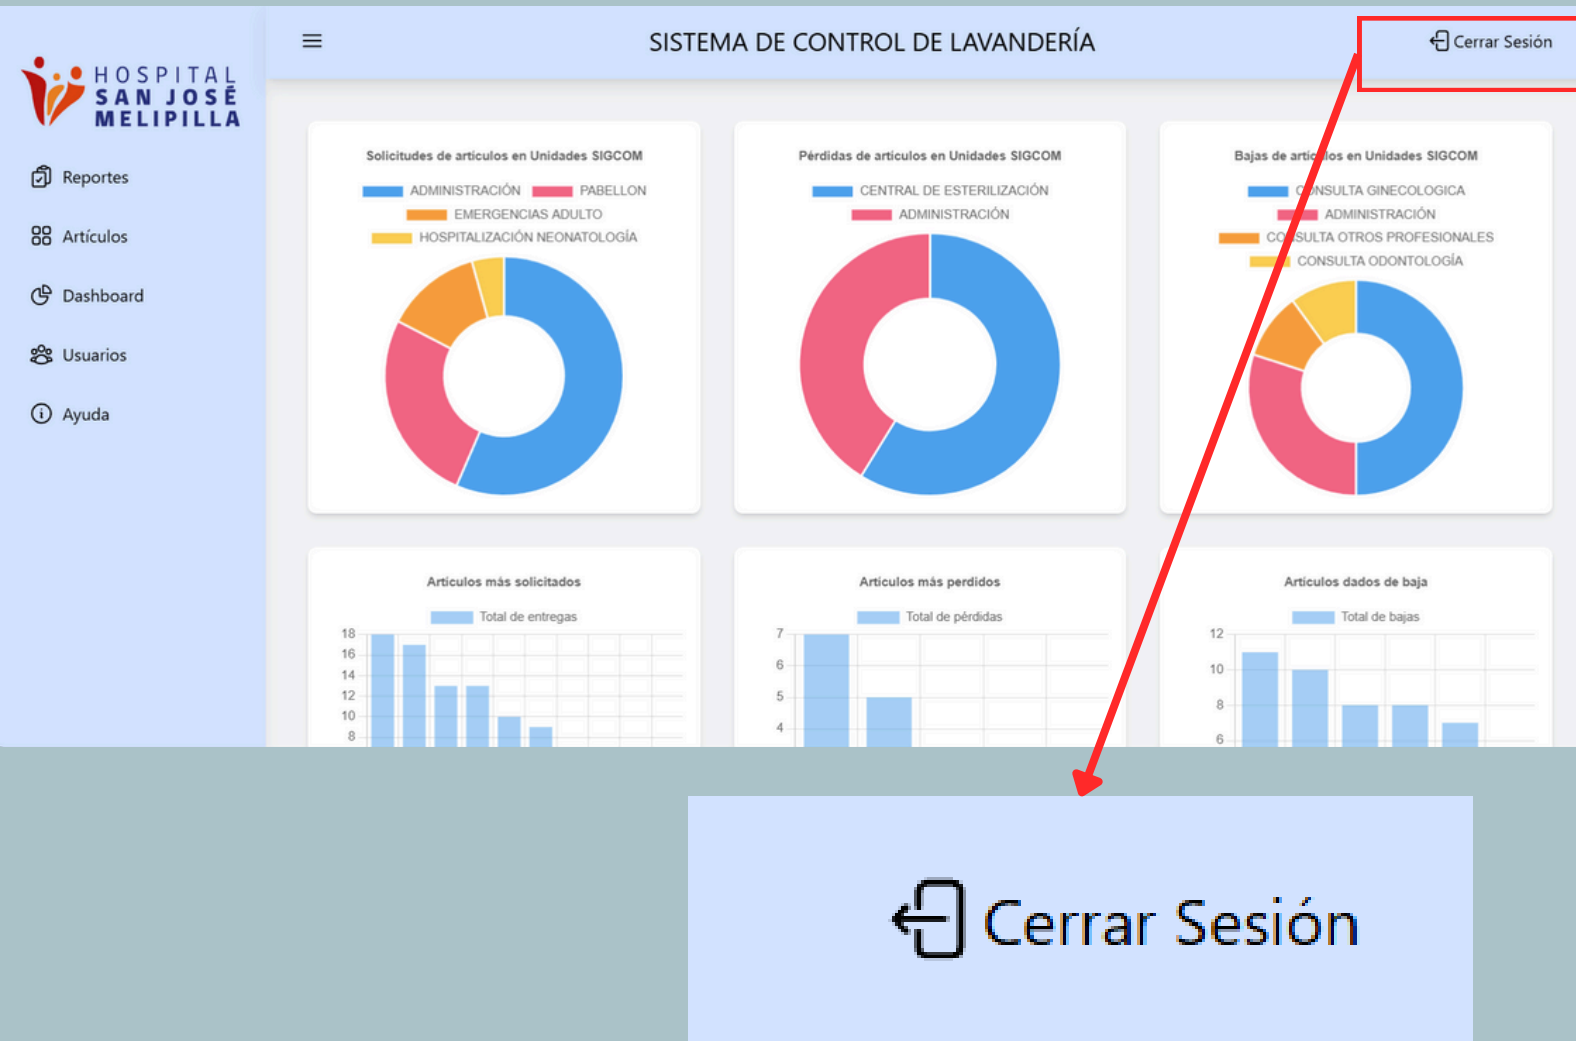 HOSPITAL
SAN JOSÉ
MELIPILLA
Reportes
Artículos
Dashboard
Usuarios
Ayuda
SISTEMA DE CONTROL DE LAVANDERÍA
Cerrar Sesión
Solicitudes de artículos en Unidades SIGCOM
ADMINISTRACIÓN PABELLON
EMERGENCIAS ADULTO
HOSPITALIZACIÓN NEONATOLOGÍA
Pérdidas de artículos en Unidades SIGCOM
CENTRAL DE ESTERILIZACIÓN
ADMINISTRACIÓN
Bajas de artículos en Unidades SIGCOM
CONSULTA GINECOLOGICA
ADMINISTRACIÓN
CONSULTA OTROS PROFESIONALES
CONSULTA ODONTOLOGÍA
Artículos más solicitados
Total de entregas
18
16
14
12
10
8
Artículos más perdidos
Total de pérdidas
7
6
5
4
Artículos dados de baja
Total de bajas
12
10
8
6
Cerrar Sesión